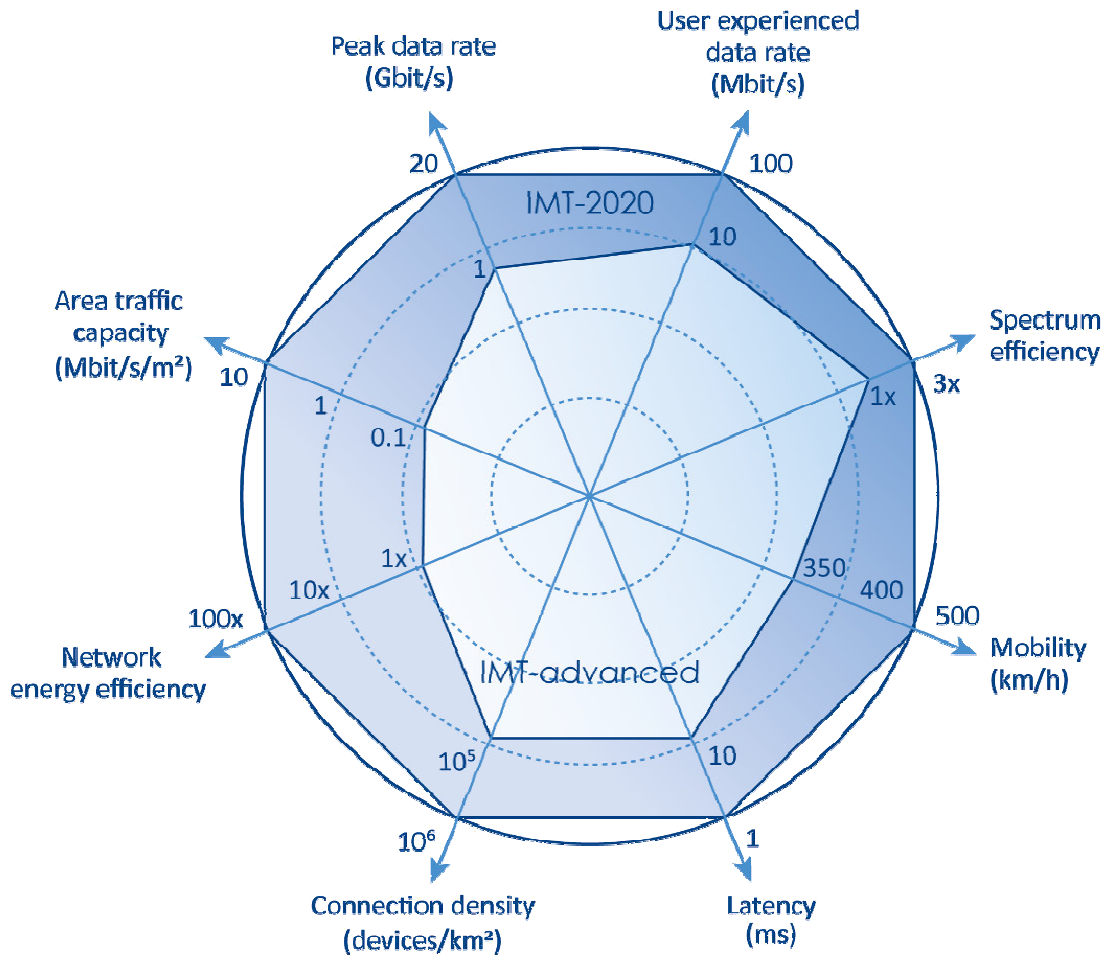 User experienced
data rate
(Mbit/s)
Peak data rate
(Gbit/s)
20
100
IMT-2020
10
1
Area traffic
capacity
(Mbit/s/m²)
10
1
0.1
Spectrum
efficiency
3x
1x
1x
10x
100x
350
400
500
Network
energy efficiency
Mobility
(km/h)
IMT-advanced
10⁵
10
10⁶
1
Connection density
(devices/km²)
Latency
(ms)